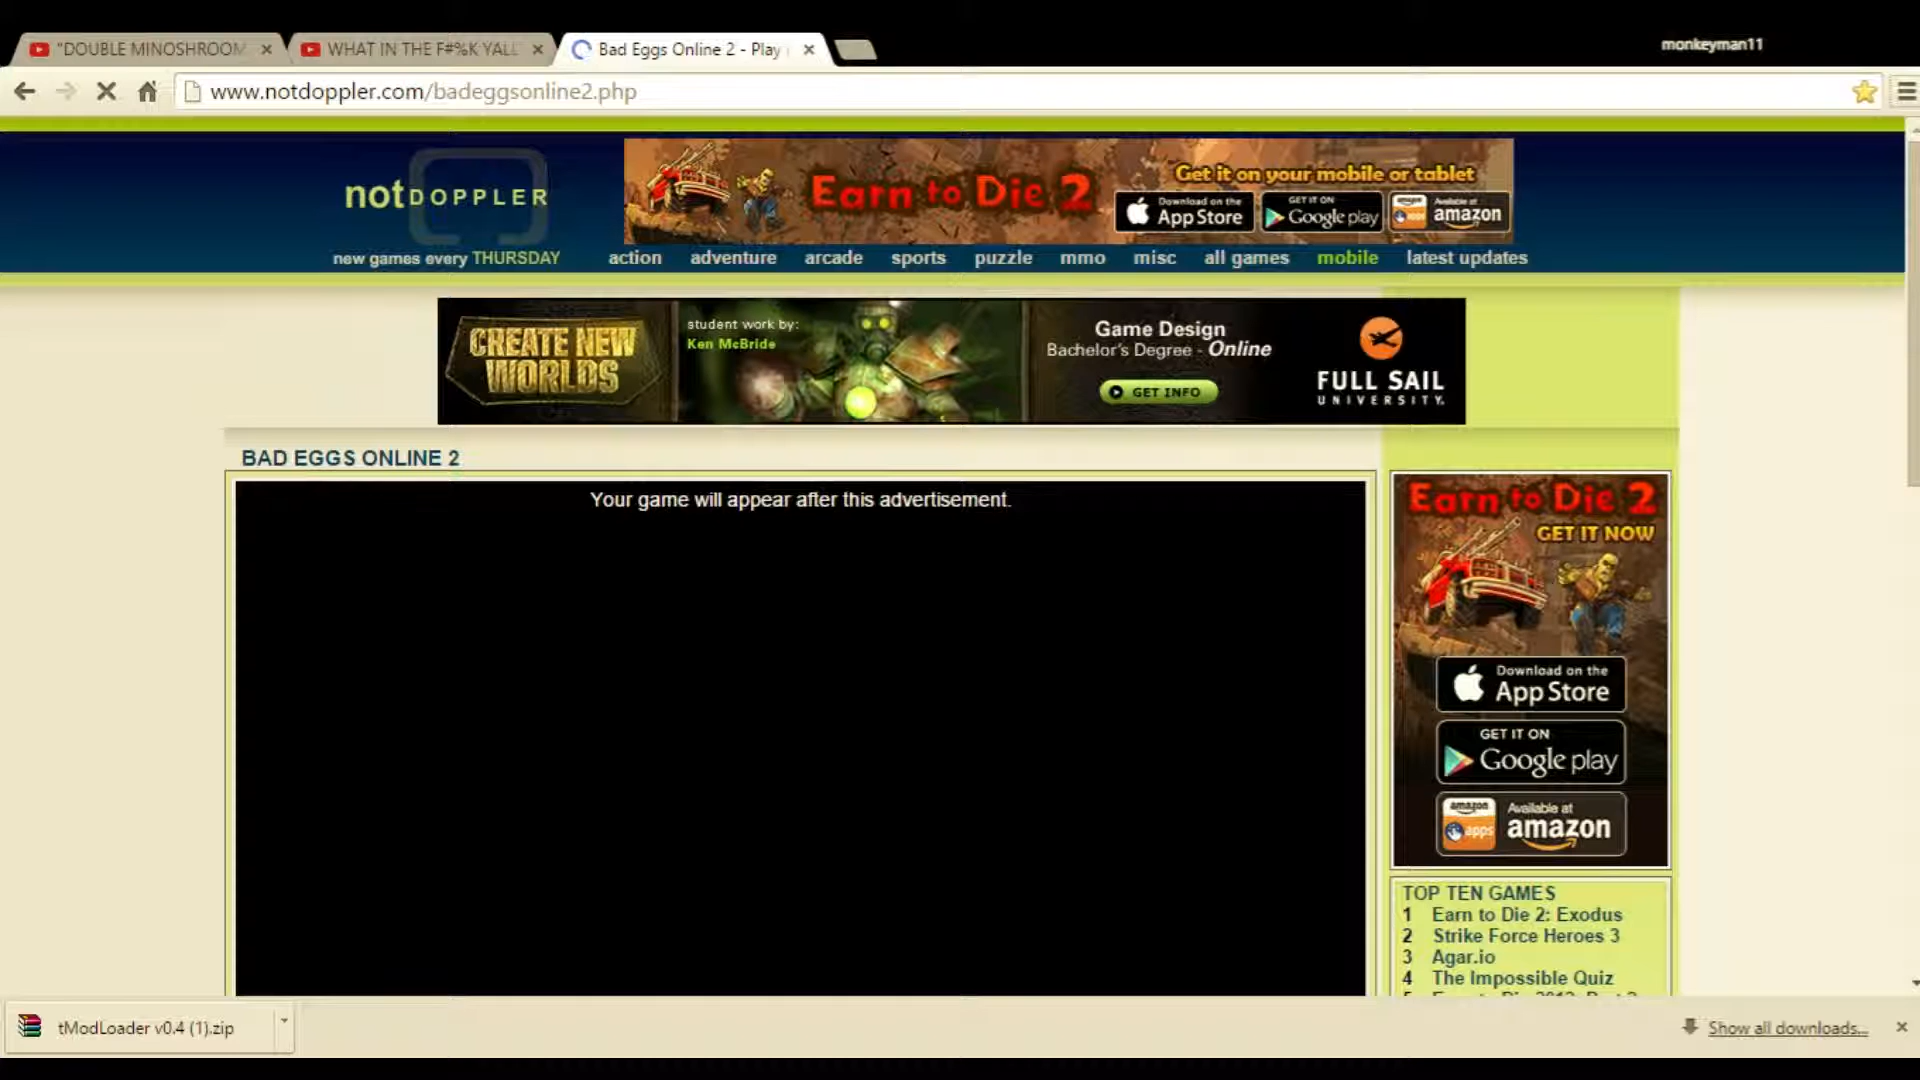 "DOUBLE MINOSHROOM
WHAT IN THE F#%K YALL
Bad Eggs Online 2 - Play
monkeyman11
www.notdoppler.com/badeggsonline2.php
notDOPPLER
new games every THURSDAY
Earn to Die 2
Get it on your mobile or tablet
Download on the
App Store
GET IT ON
Google play
Available at
amazon
action adventure arcade sports puzzle mmo misc all games mobile latest updates
CREATE NEW
WORLDS
student work by:
Ken McBride
Game Design
Bachelor's Degree - Online
GET INFO
FULL SAIL
UNIVERSITY.
BAD EGGS ONLINE 2
Your game will appear after this advertisement.
Earn to Die 2
GET IT NOW
Download on the
App Store
GET IT ON
Google play
amazon
apps
Available at
amazon
TOP TEN GAMES
1 Earn to Die 2: Exodus
2 Strike Force Heroes 3
3 Agar.io
4 The Impossible Quiz
tModLoader v0.4 (1).zip
Show all downloads...